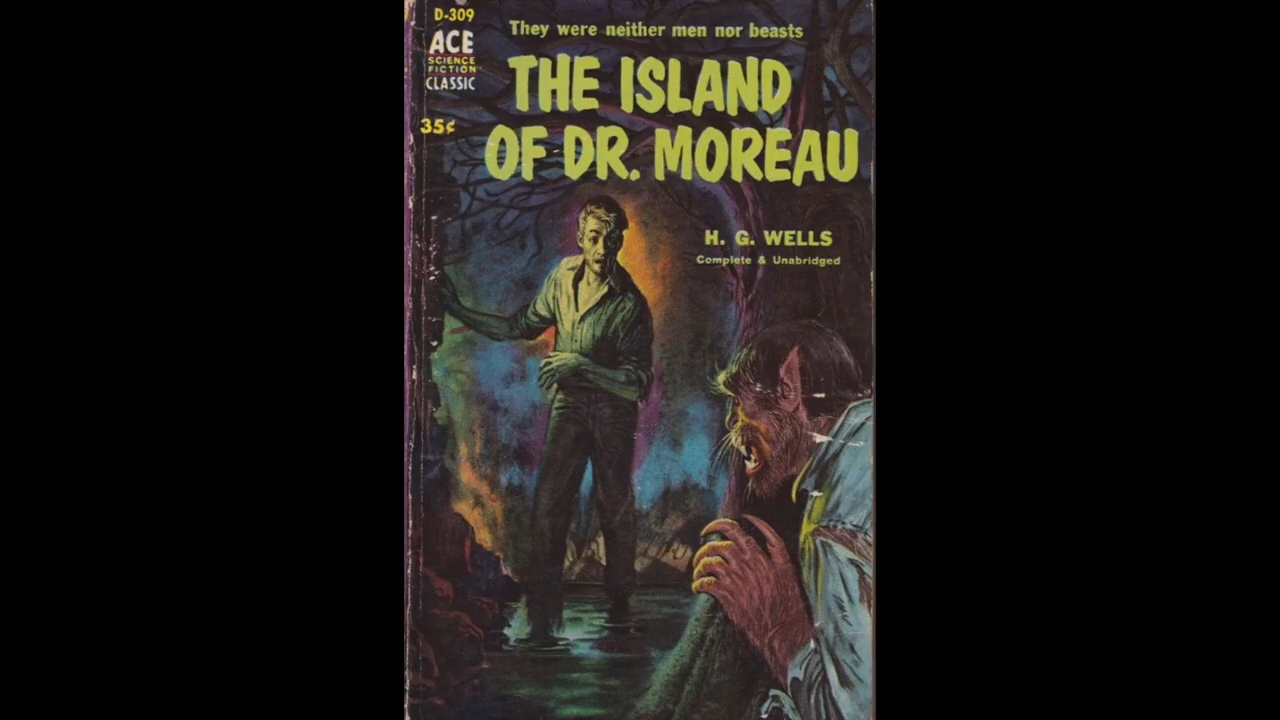 D-309
ACE
SCIENCE
FICTION
CLASSIC
35¢
They were neither men nor beasts
THE ISLAND
OF DR. MOREAU
H. G. WELLS
Complete & Unabridged